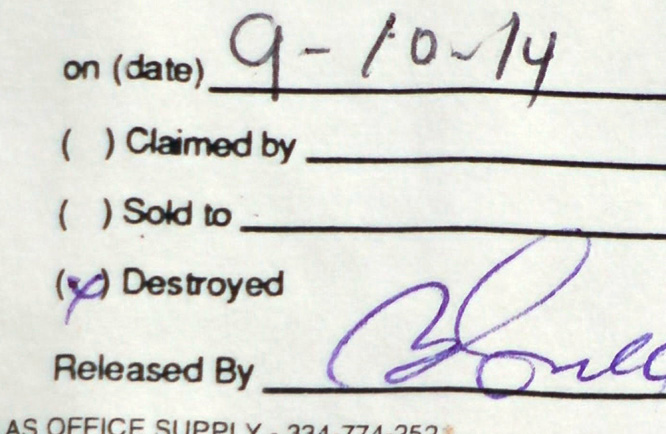 on (date) 9-10-14
( ) Claimed by
( ) Sold to
(x) Destroyed
Released By
AS OFFICE SUPPLY - 334-774-252